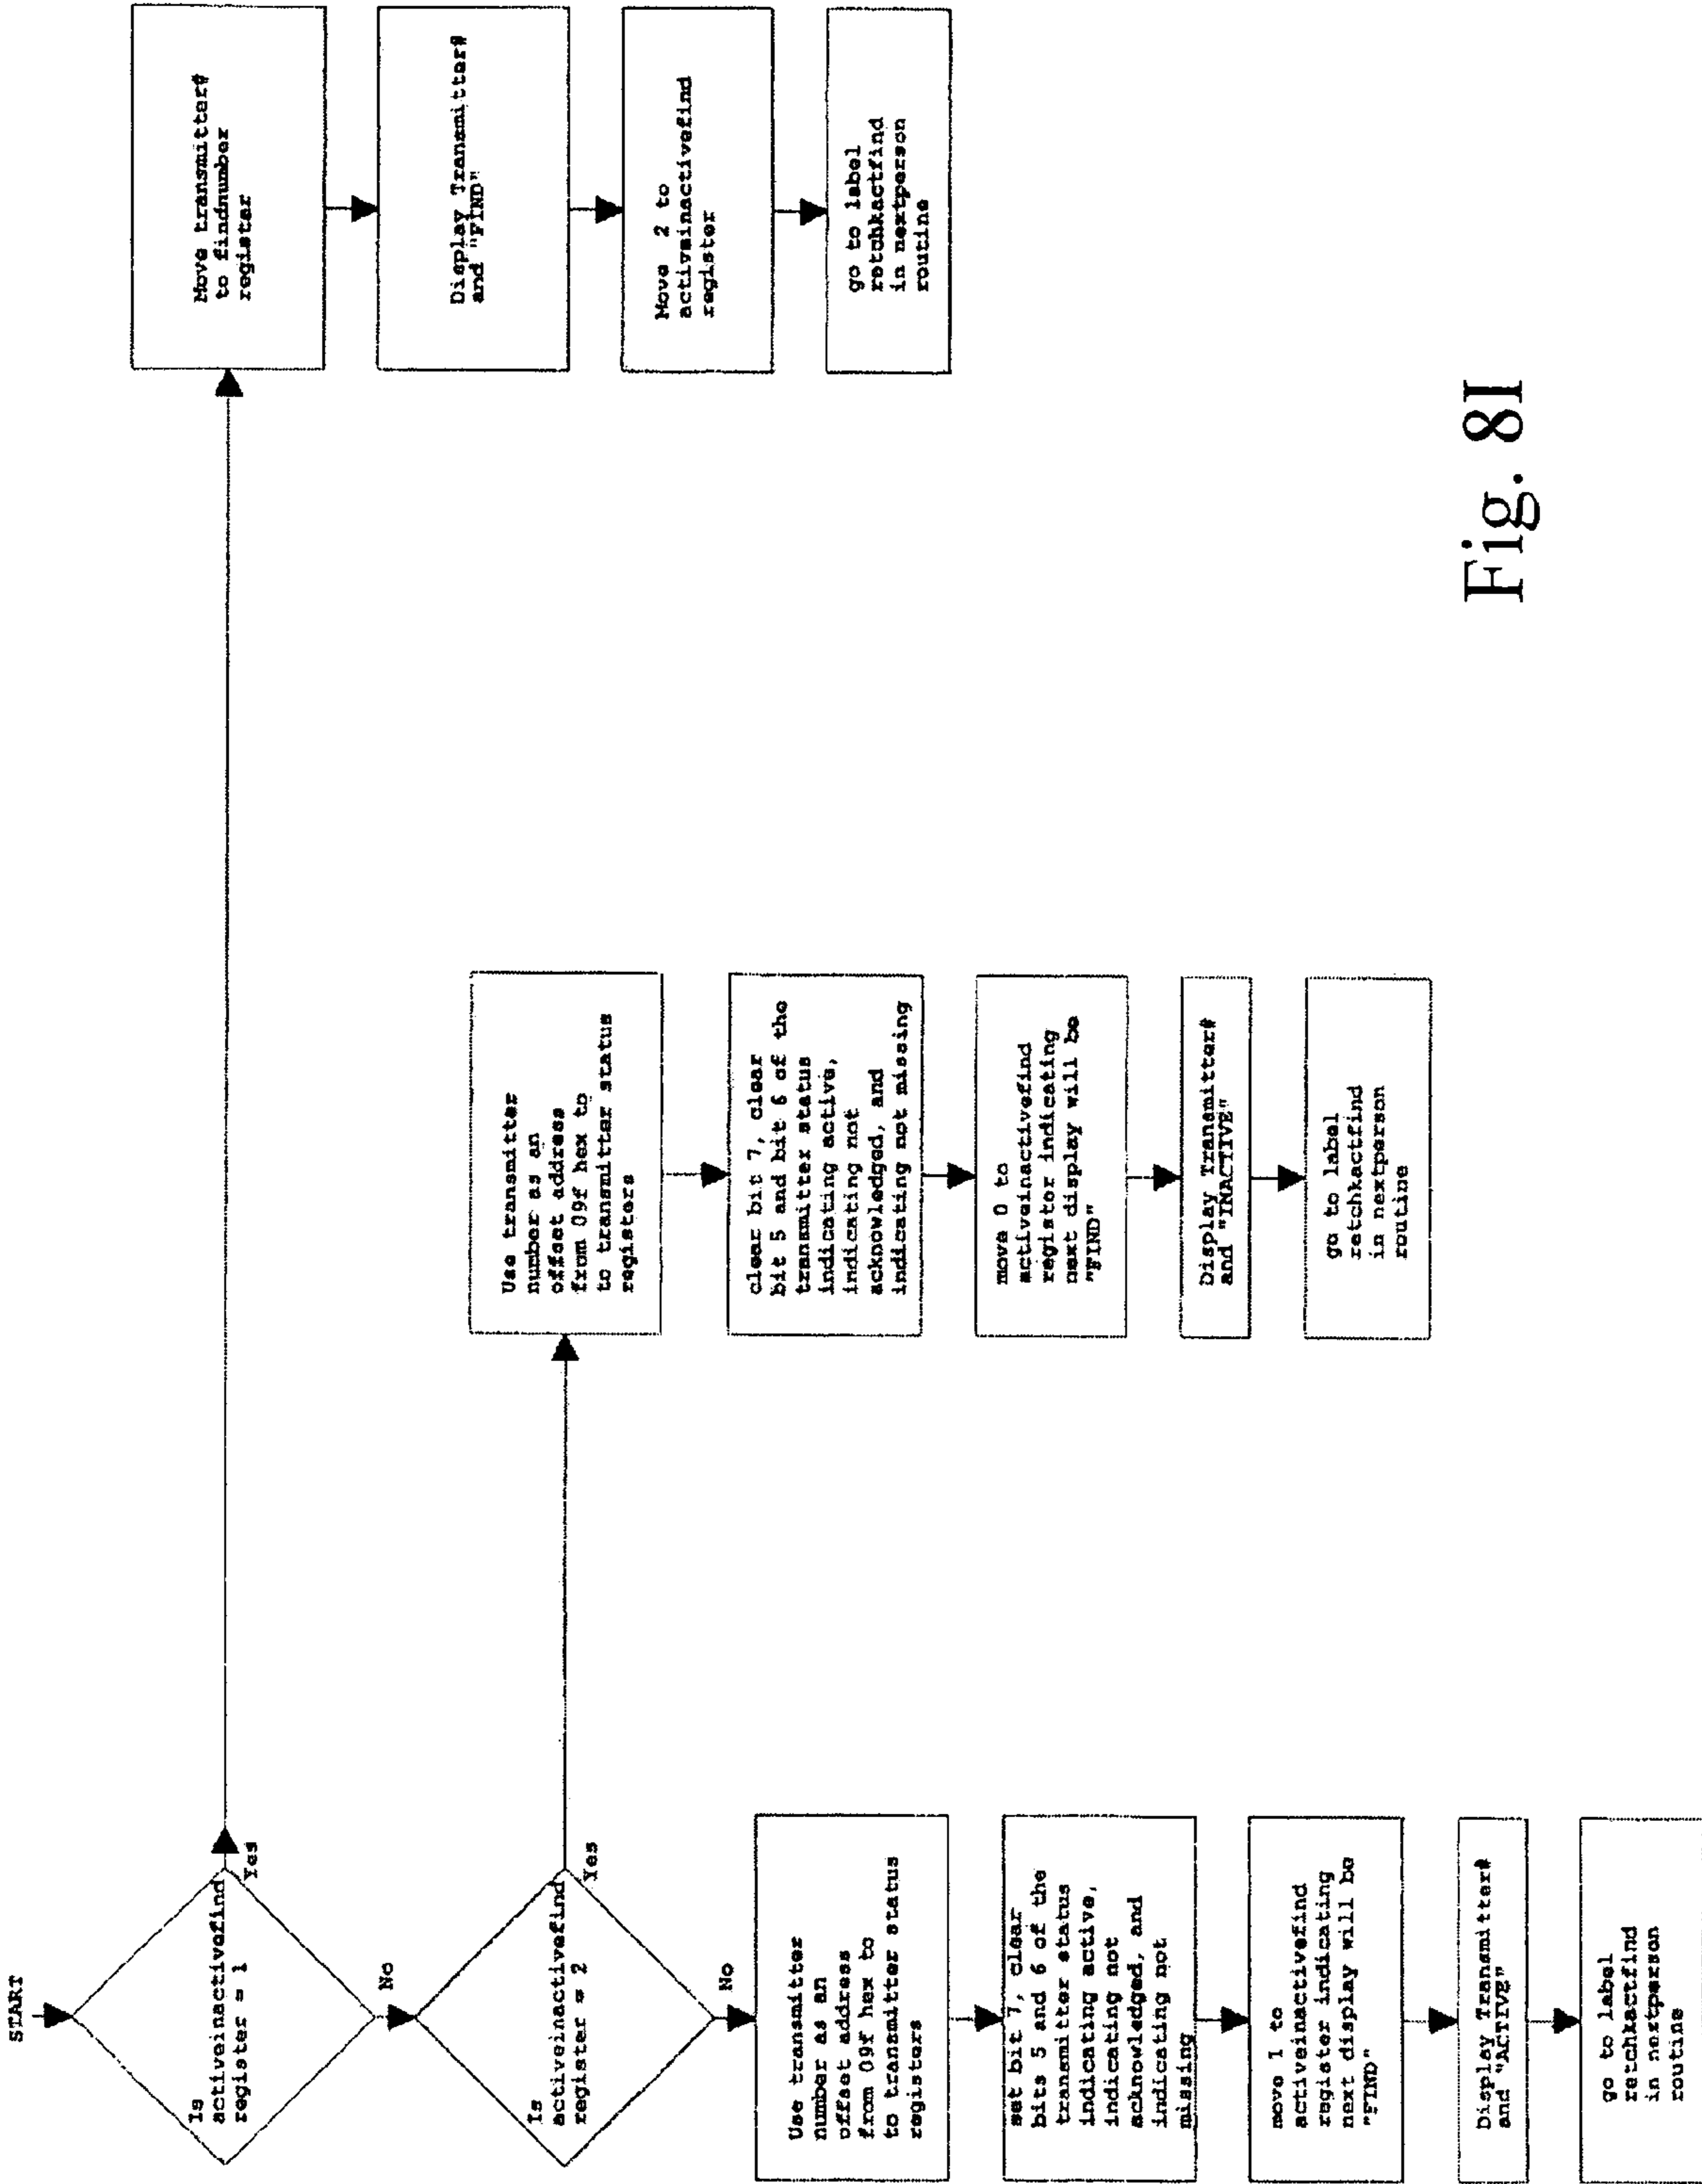 START
Is
activeinactivefind
register = 1
Yes
No
Is
activeinactivefind
register = 2
Yes
No
Use transmitter
number as an
offset address
from 09f hex to
to transmitter status
registers
set bit 7, clear
bits 5 and 6 of the
transmitter status
indicating active,
indicating not
acknowledged, and
indicating not
missing
move 1 to
activeinactivefind
register indicating
next display will be
"FIND"
Display Transmitter#
and "ACTIVE"
go to label
retchkactfind
in nextperson
routine
Use transmitter
number as an
offset address
from 09f hex to
to transmitter status
registers
clear bit 7, clear
bit 5 and bit 6 of the
transmitter status
indicating active,
indicating not
acknowledged, and
indicating not missing
move 0 to
activeinactivefind
register indicating
next display will be
"FIND"
Display Transmitter#
and "INACTIVE"
go to label
retchkactfind
in nextperson
routine
Move transmitter#
to findnumber
register
Display Transmitter#
and "FIND"
Move 2 to
activeinactivefind
register
go to label
retchkactfind
in nextperson
routine
Fig. 8I